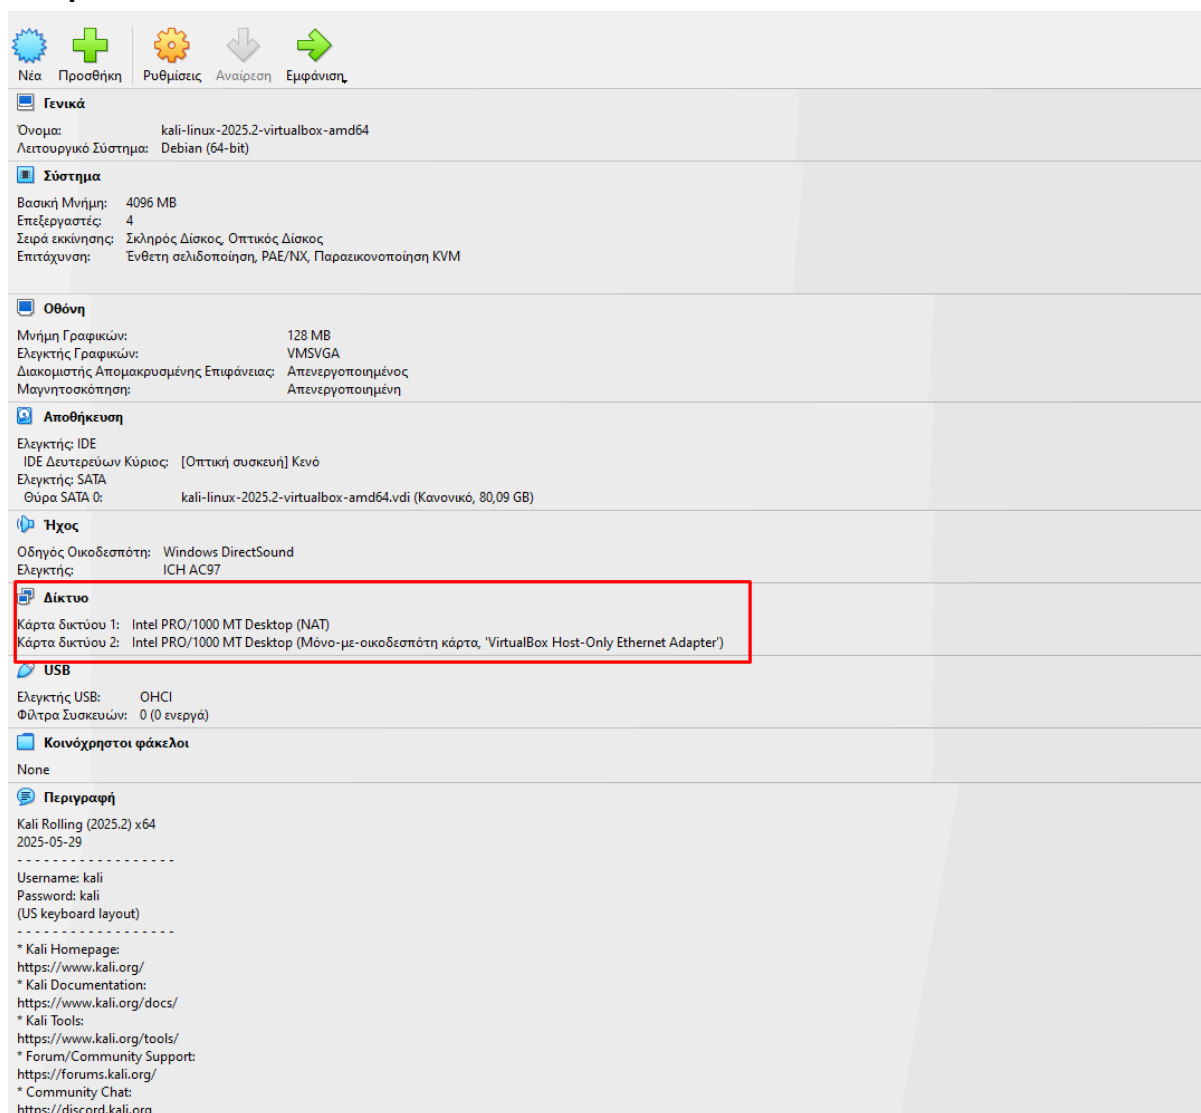 Νέα Προσθήκη Ρυθμίσεις Αναίρεση Εμφάνιση
Γενικά
Όνομα: kali-linux-2025.2-virtualbox-amd64
Λειτουργικό Σύστημα: Debian (64-bit)
Σύστημα
Βασική Μνήμη: 4096 MB
Επεξεργαστές: 4
Σειρά εκκίνησης: Σκληρός Δίσκος, Οπτικός Δίσκος
Επιτάχυνση: Ένθετη σελιδοποίηση, PAE/NX, Παραεικονοποίηση KVM
Οθόνη
Μνήμη Γραφικών: 128 MB
Ελεγκτής Γραφικών: VMSVGA
Διακομιστής Απομακρυσμένης Επιφάνειας: Απενεργοποιημένος
Μαγνητοσκόπηση: Απενεργοποιημένη
Αποθήκευση
Ελεγκτής: IDE
IDE Δευτερεύων Κύριος: [Οπτική συσκευή] Κενό
Ελεγκτής: SATA
Θύρα SATA 0: kali-linux-2025.2-virtualbox-amd64.vdi (Κανονικό, 80,09 GB)
Ήχος
Οδηγός Οικοδεσπότη: Windows DirectSound
Ελεγκτής: ICH AC97
Δίκτυο
Κάρτα δικτύου 1: Intel PRO/1000 MT Desktop (NAT)
Κάρτα δικτύου 2: Intel PRO/1000 MT Desktop (Μόνο-με-οικοδεσπότη κάρτα, 'VirtualBox Host-Only Ethernet Adapter')
USB
Ελεγκτής USB: OHCI
Φίλτρα Συσκευών: 0 (0 ενεργά)
Κοινόχρηστοι φάκελοι
None
Περιγραφή
Kali Rolling (2025.2) x64
2025-05-29
- - - - - - - - - - - - - - - - - -
Username: kali
Password: kali
(US keyboard layout)
- - - - - - - - - - - - - - - - - -
* Kali Homepage:
https://www.kali.org/
* Kali Documentation:
https://www.kali.org/docs/
* Kali Tools:
https://www.kali.org/tools/
* Forum/Community Support:
https://forums.kali.org/
* Community Chat:
https://discord.kali.org